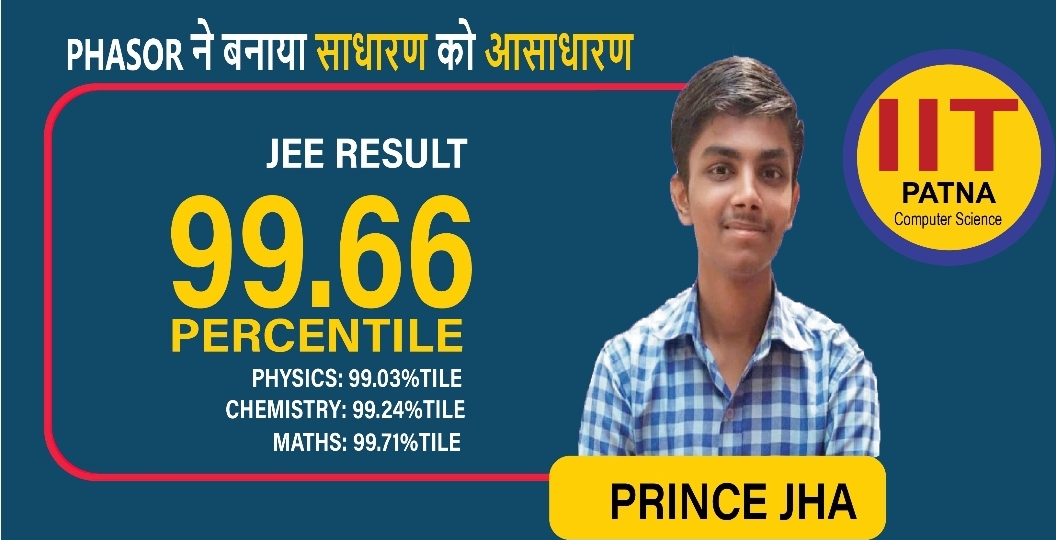 PHASOR ने बनाया साधारण को आसाधारण
JEE RESULT
99.66
PERCENTILE
PHYSICS: 99.03%TILE
CHEMISTRY: 99.24%TILE
MATHS: 99.71%TILE
IIT
PATNA
Computer Science
PRINCE JHA